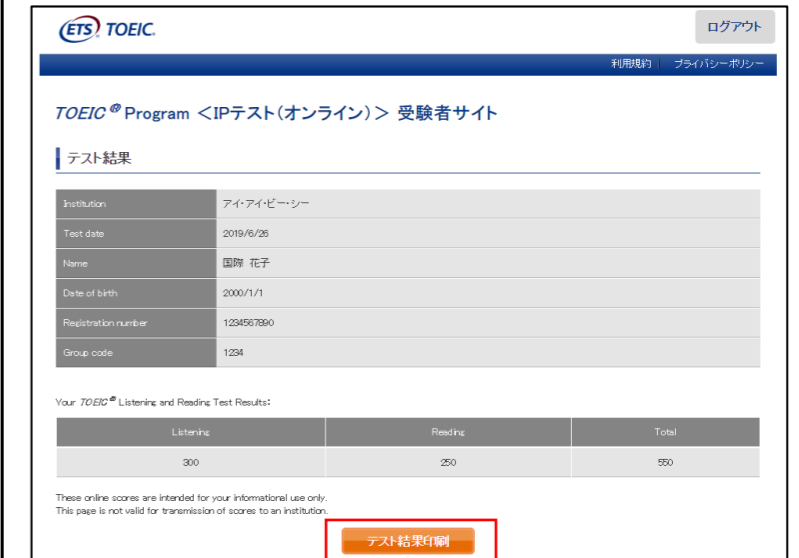 ETS TOEIC. ログアウト
利用規約 プライバシーポリシー
TOEIC® Program ＜IPテスト（オンライン）＞ 受験者サイト
テスト結果
Institution アイ・アイ・ビー・シー
Test date 2019/6/26
Name 国際 花子
Date of birth 2000/1/1
Registration number 1234567890
Group code 1234
Your TOEIC® Listening and Reading Test Results:
Listening Reading Total
300 250 550
These online scores are intended for your informational use only.
This page is not valid for transmission of scores to an institution.
テスト結果印刷